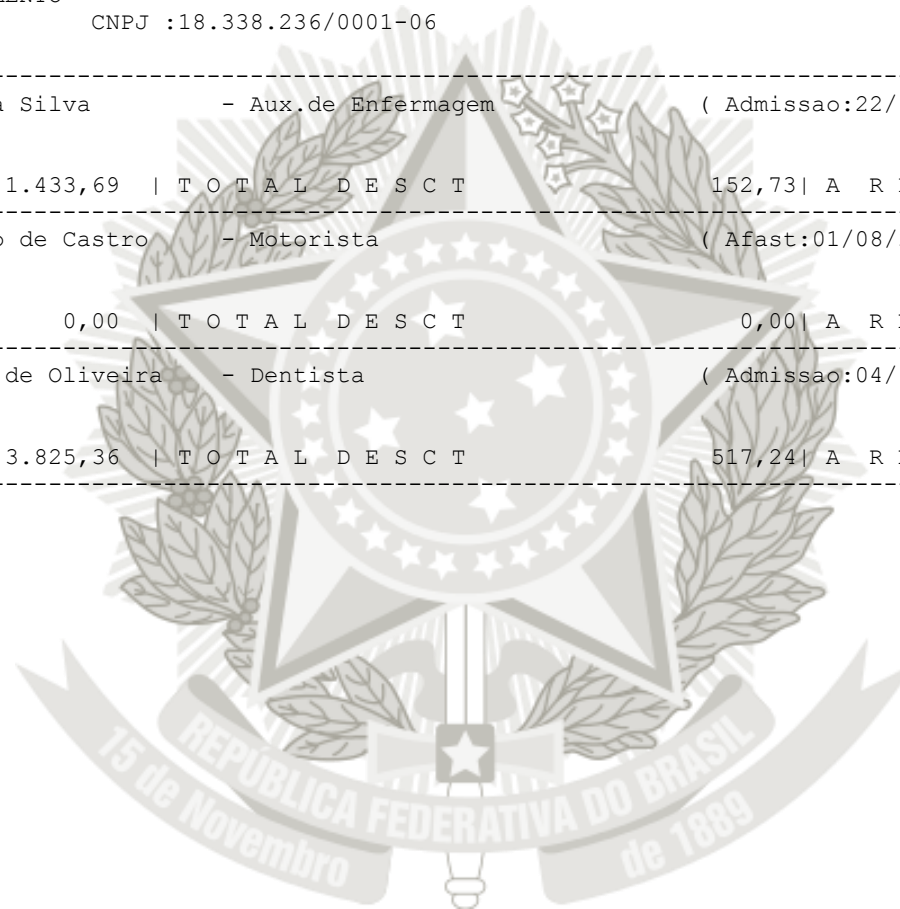 CNPJ :18.338.236/0001-06
------------------------------------------------------------
Silva - Aux.de Enfermagem ( Admissao:22/
1.433,69 | T O T A L D E S C T 152,73| A R
------------------------------------------------------------
de Castro - Motorista ( Afast:01/08/
0,00 | T O T A L D E S C T 0,00| A R
------------------------------------------------------------
de Oliveira - Dentista ( Admissao:04/
3.825,36 | T O T A L D E S C T 517,24| A R
------------------------------------------------------------
REPÚBLICA FEDERATIVA DO BRASIL
15 de Novembro de 1889